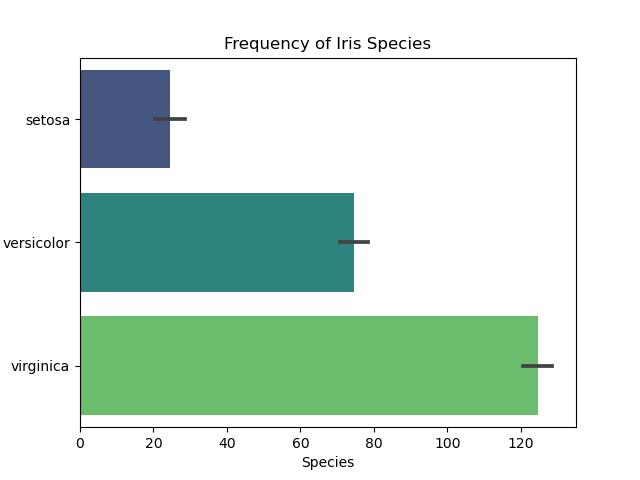 Frequency of Iris Species
setosa
versicolor
virginica
0 20 40 60 80 100 120
Species